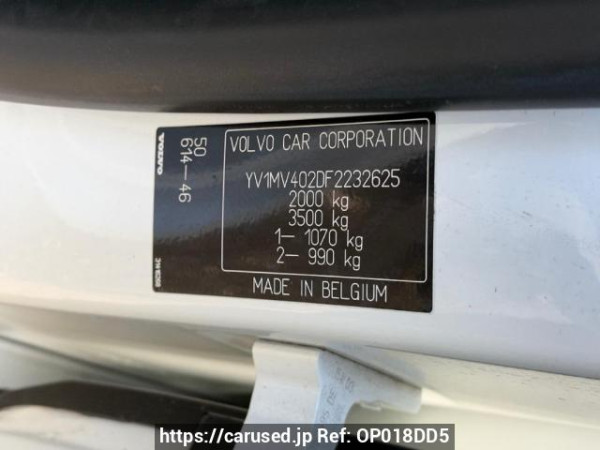 VOLVO
50
614-46
VOLVO CAR CORPORATION
YV1MV402DF2232625
2000 kg
3500 kg
1- 1070 kg
2- 990 kg
MADE IN BELGIUM
https://carused.jp Ref: OP018DD5